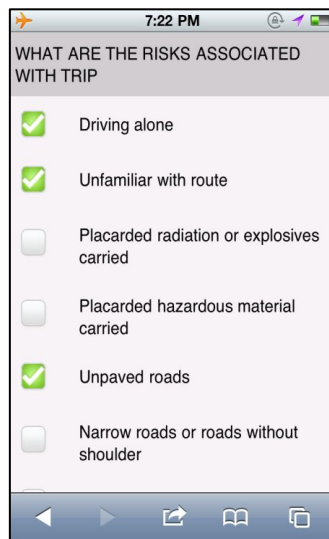 7:22 PM
WHAT ARE THE RISKS ASSOCIATED
WITH TRIP
Driving alone
Unfamiliar with route
Placarded radiation or explosives
carried
Placarded hazardous material
carried
Unpaved roads
Narrow roads or roads without
shoulder